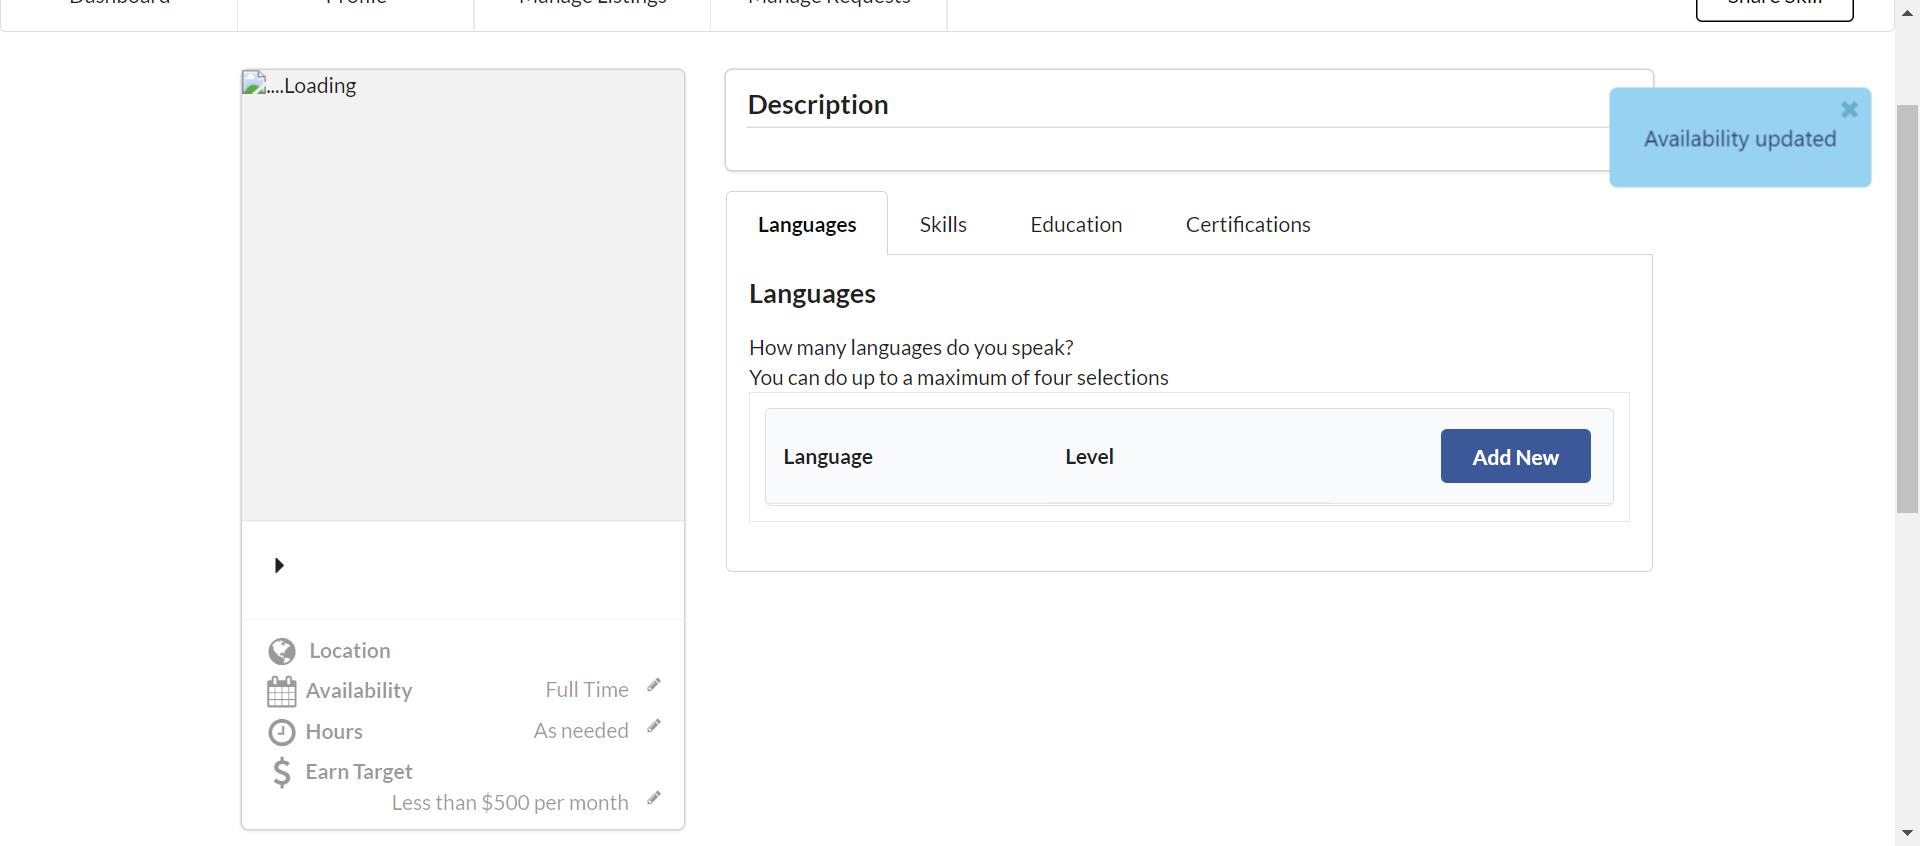 Dashboard
Profile
Manage Listings
Manage Requests
Share Skill
....Loading
Description
Availability updated
Languages
Skills
Education
Certifications
Languages
How many languages do you speak?
You can do up to a maximum of four selections
Language
Level
Add New
Location
Availability
Full Time
Hours
As needed
Earn Target
Less than $500 per month